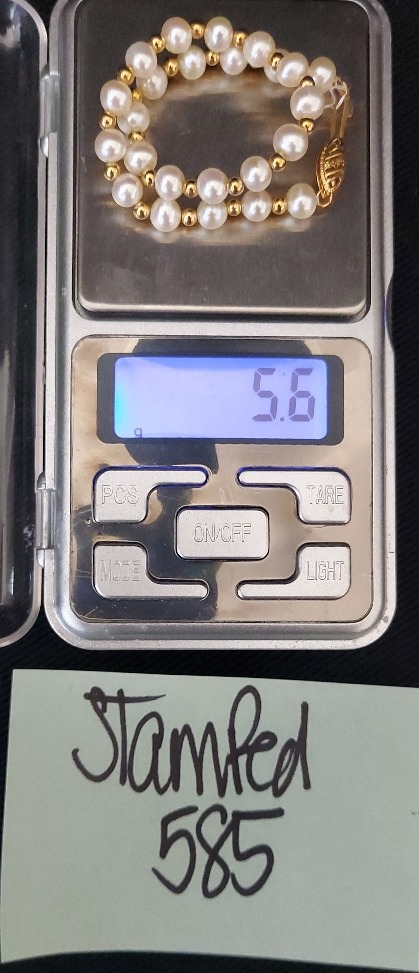 5.6
g
PCS
TARE
ON/OFF
MODE
LIGHT
Stamped
585